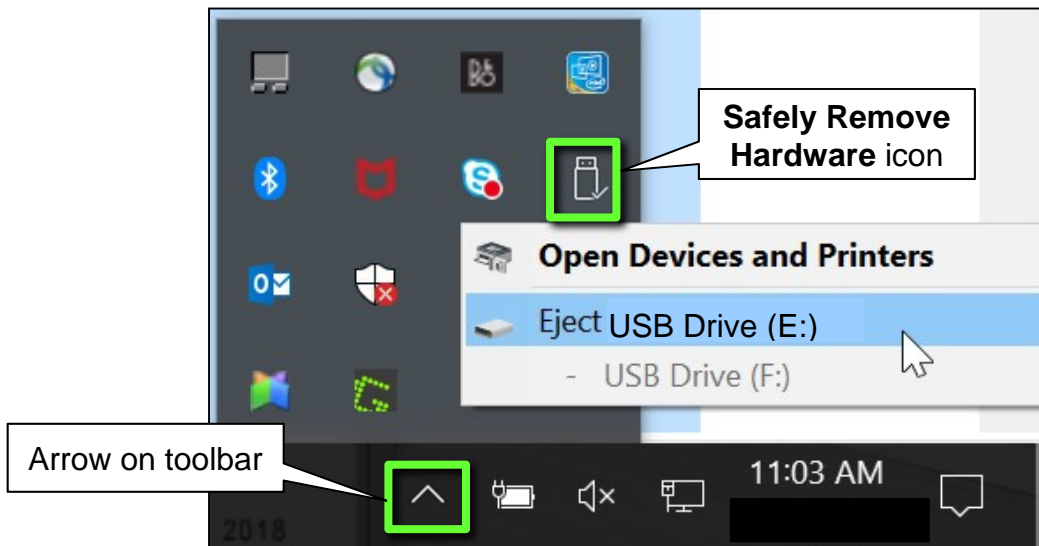 Safely Remove
Hardware icon
Open Devices and Printers
Eject USB Drive (E:)
- USB Drive (F:)
Arrow on toolbar
11:03 AM
2018